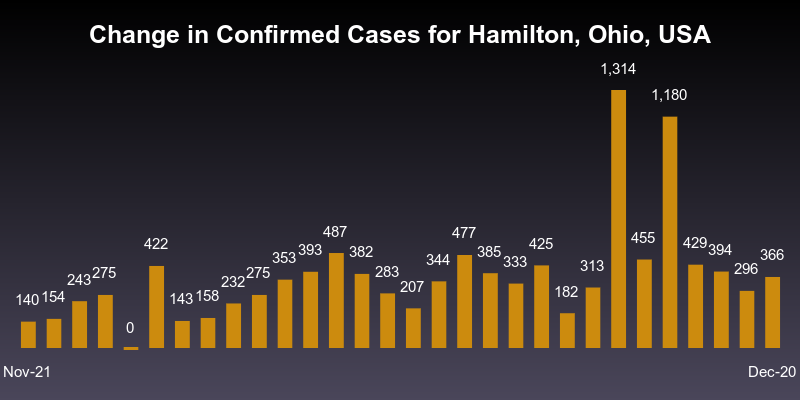 Change in Confirmed Cases for Hamilton, Ohio, USA
140 154 243 275 0 422 143 158 232 275 353 393 487 382 283 207 344 477 385 333 425 182 313 1,314 455 1,180 429 394 296 366
Nov-21 Dec-20